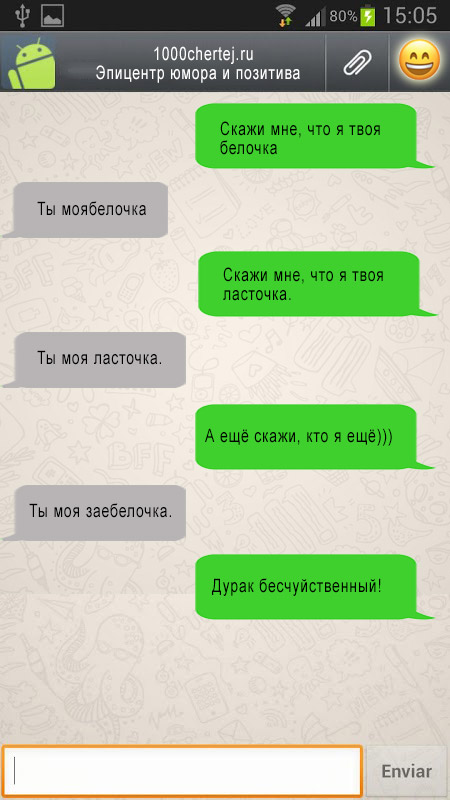 80% 15:05
1000chertej.ru
Эпицентр юмора и позитива
Скажи мне, что я твоя
белочка
Ты моябелочка
Скажи мне, что я твоя
ласточка.
Ты моя ласточка.
А ещё скажи, кто я ещё)))
Ты моя заебелочка.
Дурак бесчуйственный!
Enviar